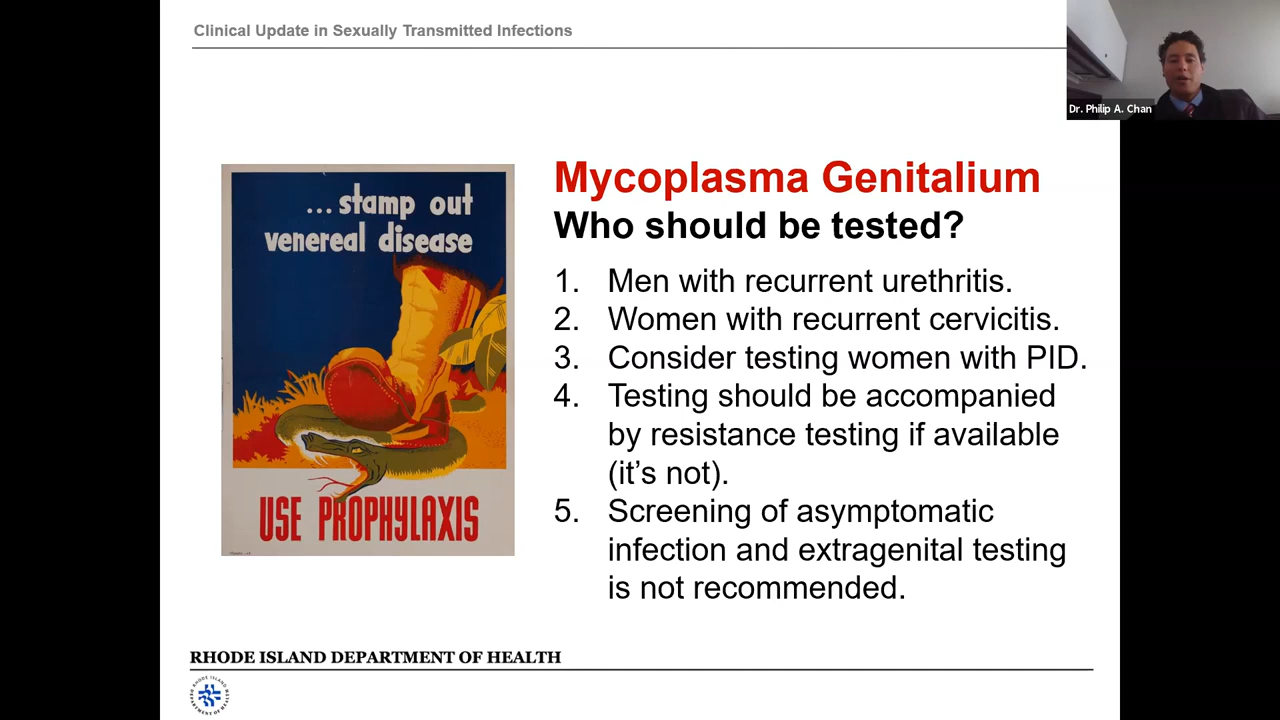 Clinical Update in Sexually Transmitted Infections
Dr. Philip A. Chan
...stamp out
venereal disease
USE PROPHYLAXIS
Mycoplasma Genitalium
Who should be tested?
1. Men with recurrent urethritis.
2. Women with recurrent cervicitis.
3. Consider testing women with PID.
4. Testing should be accompanied
by resistance testing if available
(it’s not).
5. Screening of asymptomatic
infection and extragenital testing
is not recommended.
RHODE ISLAND DEPARTMENT OF HEALTH